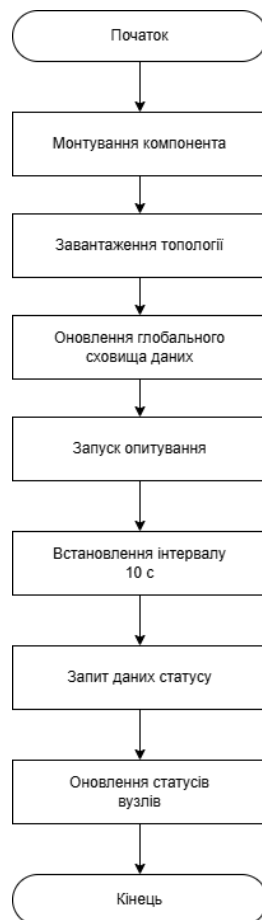 Початок
Монтування компонента
Завантаження топології
Оновлення глобального
сховища даних
Запуск опитування
Встановлення інтервалу
10 с
Запит даних статусу
Оновлення статусів
вузлів
Кінець